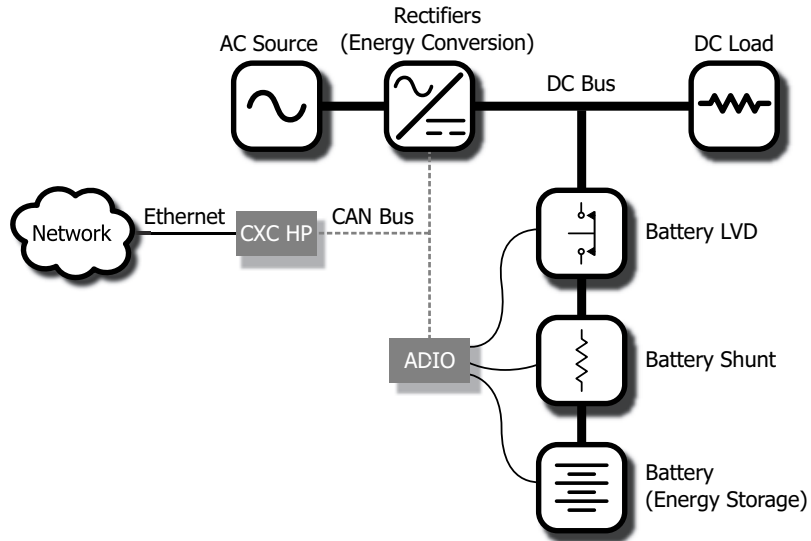 Rectifiers
(Energy Conversion)
AC Source
DC Load
DC Bus
Ethernet
CAN Bus
Network
CXC HP
Battery LVD
ADIO
Battery Shunt
Battery
(Energy Storage)